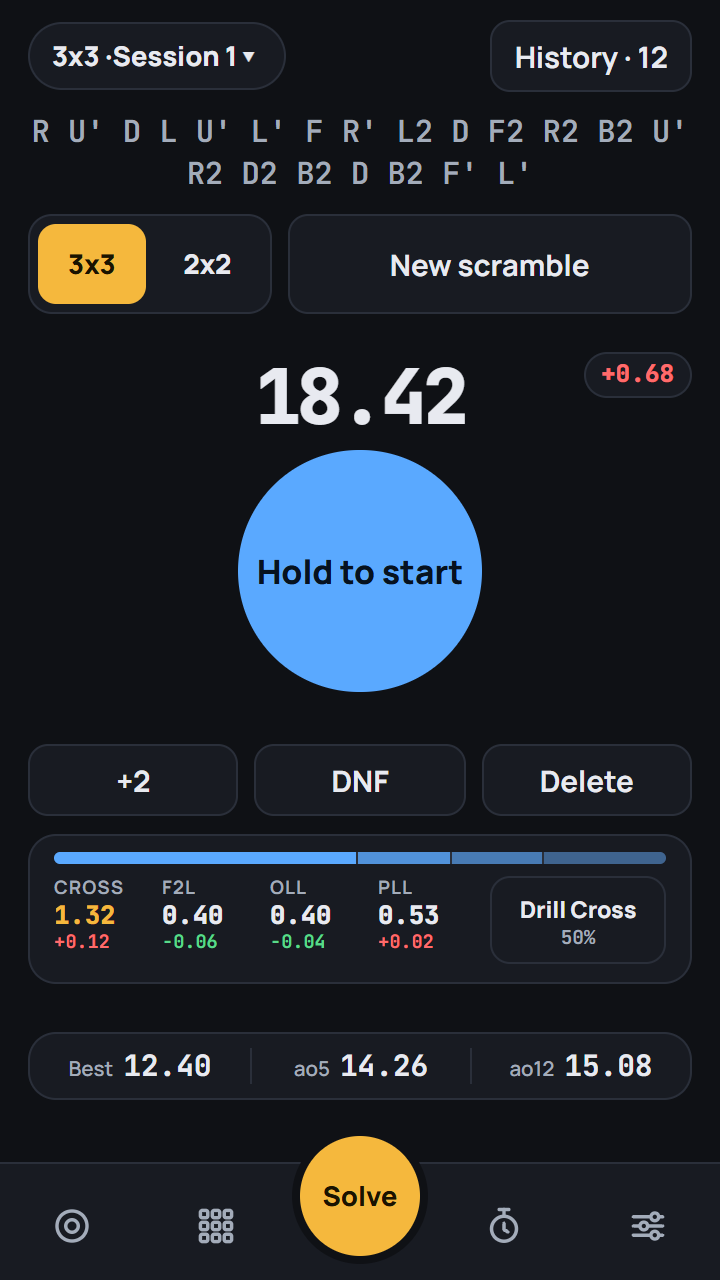 3x3 ·Session 1 ▾
History · 12
R U' D L U' L' F R' L2 D F2 R2 B2 U'
R2 D2 B2 D B2 F' L'
3x3
2x2
New scramble
18.42
+0.68
Hold to start
+2
DNF
Delete
CROSS F2L OLL PLL
1.32 0.40 0.40 0.53
+0.12 -0.06 -0.04 +0.02
Drill Cross
50%
Best 12.40
ao5 14.26
ao12 15.08
Solve